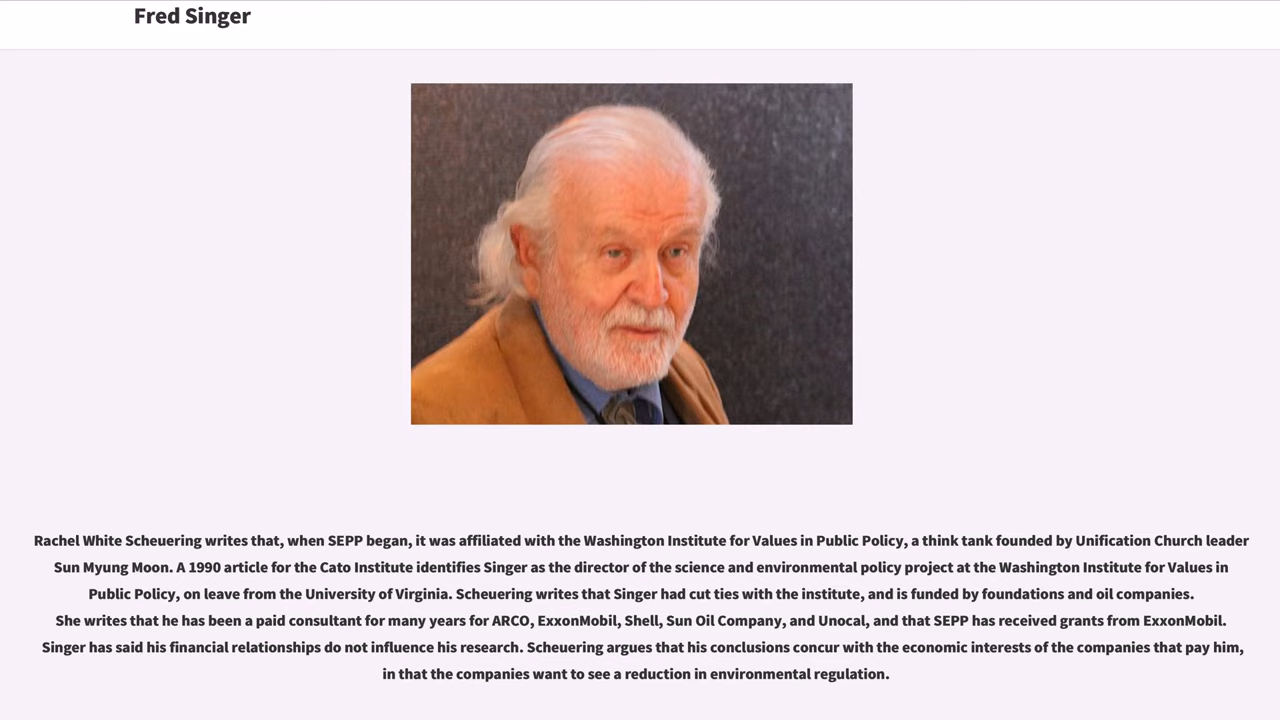 Fred Singer
Rachel White Scheuering writes that, when SEPP began, it was affiliated with the Washington Institute for Values in Public Policy, a think tank founded by Unification Church leader
Sun Myung Moon. A 1990 article for the Cato Institute identifies Singer as the director of the science and environmental policy project at the Washington Institute for Values in
Public Policy, on leave from the University of Virginia. Scheuering writes that Singer had cut ties with the institute, and is funded by foundations and oil companies.
She writes that he has been a paid consultant for many years for ARCO, ExxonMobil, Shell, Sun Oil Company, and Unocal, and that SEPP has received grants from ExxonMobil.
Singer has said his financial relationships do not influence his research. Scheuering argues that his conclusions concur with the economic interests of the companies that pay him,
in that the companies want to see a reduction in environmental regulation.